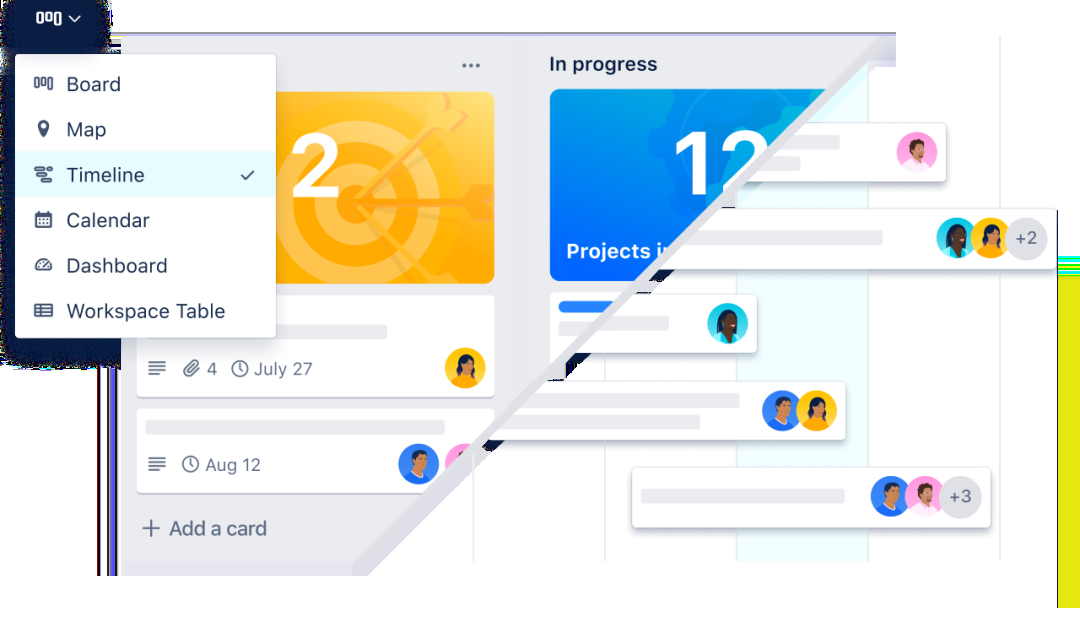 Board
Map
Timeline
Calendar
Dashboard
Workspace Table
2
4 July 27
Aug 12
+ Add a card
In progress
12
Projects
+2
+3